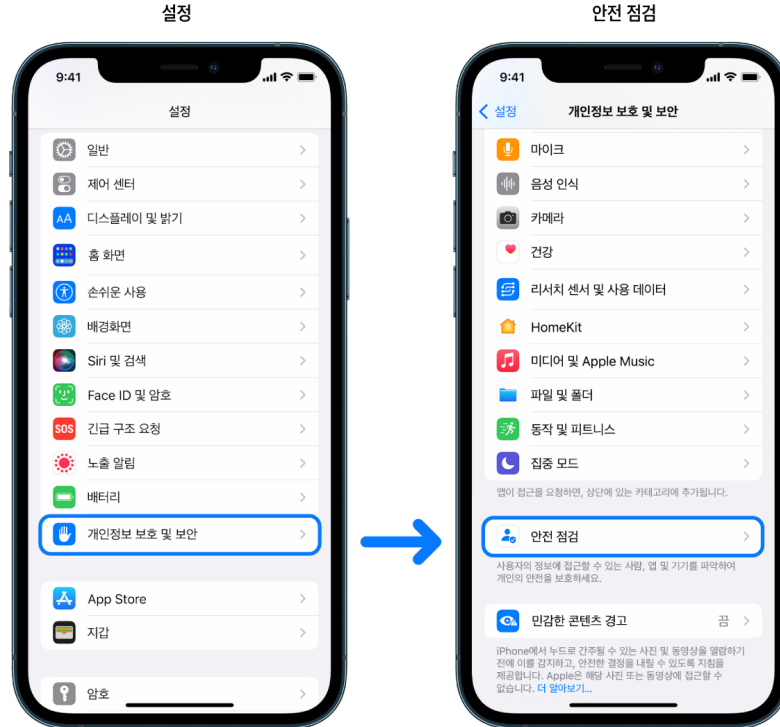 설정
안전 점검
9:41
설정
일반
제어 센터
AA 디스플레이 및 밝기
홈 화면
손쉬운 사용
배경화면
Siri 및 검색
Face ID 및 암호
SOS 긴급 구조 요청
노출 알림
배터리
개인정보 보호 및 보안
App Store
지갑
암호
9:41
설정 개인정보 보호 및 보안
마이크
음성 인식
카메라
건강
리서치 센서 및 사용 데이터
HomeKit
미디어 및 Apple Music
파일 및 폴더
동작 및 피트니스
집중 모드
앱이 접근을 요청하면, 상단에 있는 카테고리에 추가됩니다.
안전 점검
사용자의 정보에 접근할 수 있는 사람, 앱 및 기기를 파악하여
개인의 안전을 보호하세요.
민감한 콘텐츠 경고 끔
iPhone에서 누드로 간주될 수 있는 사진 및 동영상을 열람하기
전에 이를 감지하고, 안전한 결정을 내릴 수 있도록 지침을
제공합니다. Apple은 해당 사진 또는 동영상에 접근할 수
없습니다. 더 알아보기...